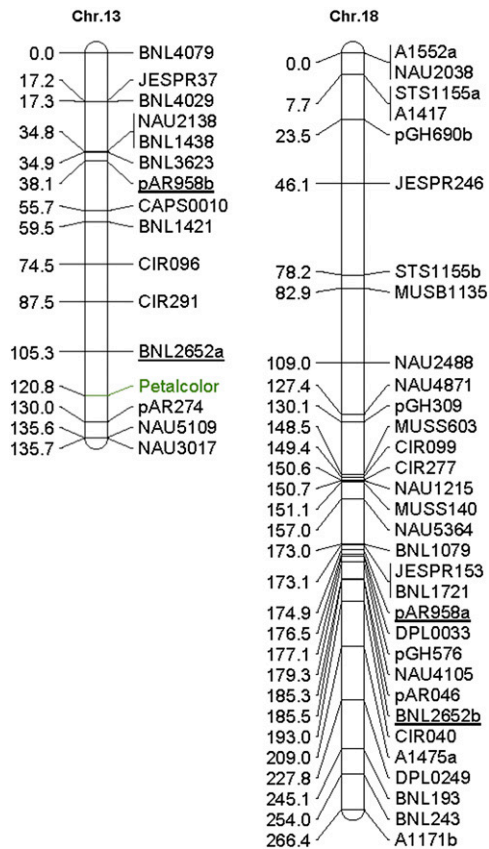 Chr.13
0.0 BNL4079
17.2 JESPR37
17.3 BNL4029
34.8 NAU2138
BNL1438
34.9 BNL3623
38.1 pAR958b
55.7 CAPS0010
59.5 BNL1421
74.5 CIR096
87.5 CIR291
105.3 BNL2652a
120.8 Petalcolor
130.0 pAR274
135.6 NAU5109
135.7 NAU3017
Chr.18
0.0 A1552a
NAU2038
7.7 STS1155a
A1417
23.5 pGH690b
46.1 JESPR246
78.2 STS1155b
82.9 MUSB1135
109.0 NAU2488
127.4 NAU4871
130.1 pGH309
148.5 MUSS603
149.4 CIR099
150.6 CIR277
150.7 NAU1215
151.1 MUSS140
157.0 NAU5364
173.0 BNL1079
173.1 JESPR153
BNL1721
174.9 pAR958a
176.5 DPL0033
177.1 pGH576
179.3 NAU4105
185.3 pAR046
185.5 BNL2652b
193.0 CIR040
209.0 A1475a
227.8 DPL0249
245.1 BNL193
254.0 BNL243
266.4 A1171b